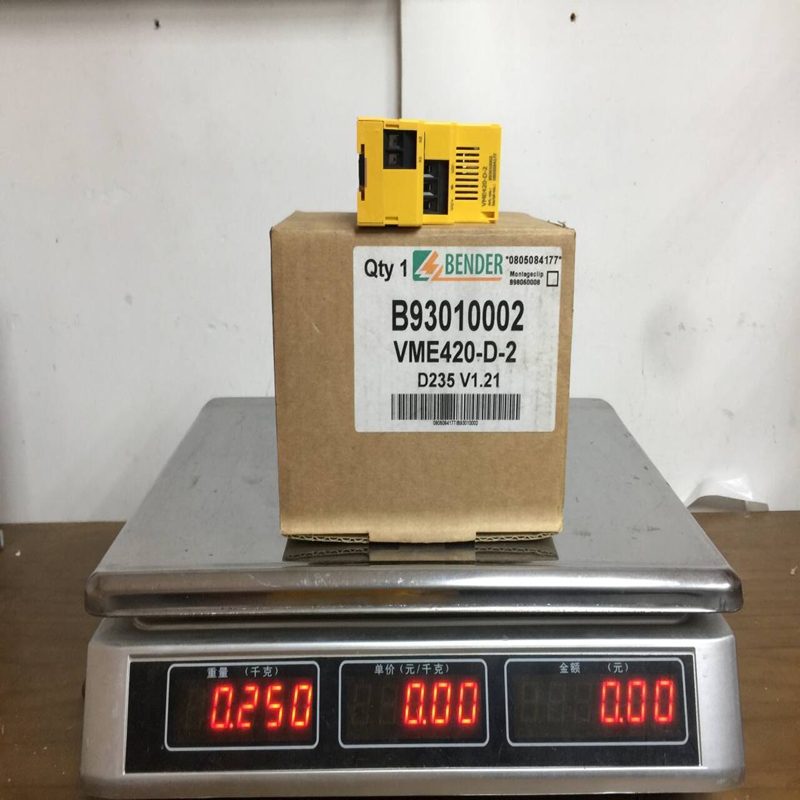 VME420-D-2
Qty 1 BENDER *0805084177*
Montageclip
B98060008
B93010002
VME420-D-2
D235 V1.21
0805084177/B93010002
重量 (千克) 单价 (元/千克) 金额 (元)
0.250 0.00 0.00